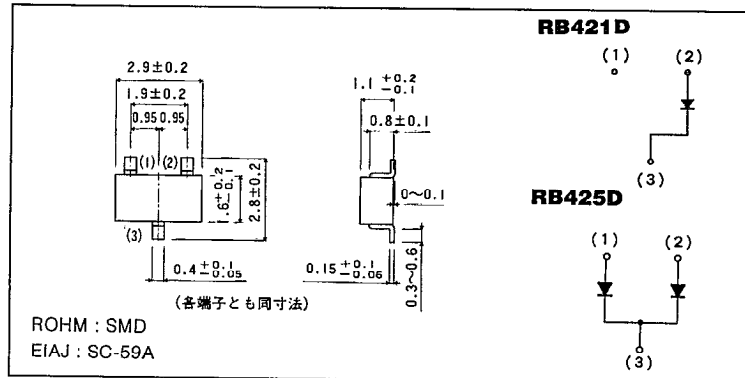 RB421D
(1)
(2)
(3)
2.9±0.2
1.9±0.2
0.95 0.95
(1) (2)
(3)
1.6 +0.2 −0.1
2.8±0.2
0.4 +0.1 −0.05
(各端子とも同寸法)
1.1 +0.2 −0.1
0.8±0.1
0〜0.1
0.15 +0.1 −0.06
0.3〜0.6
RB425D
(1)
(2)
(3)
ROHM : SMD
EIAJ : SC-59A